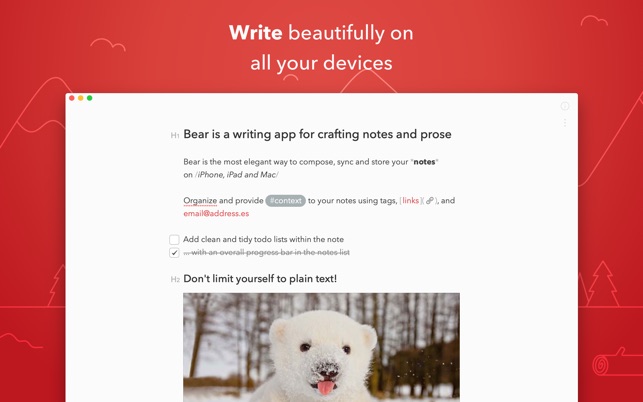 Write beautifully on
all your devices
H1 Bear is a writing app for crafting notes and prose
Bear is the most elegant way to compose, sync and store your "notes"
on /iPhone, iPad and Mac/
Organize and provide #context to your notes using tags, [links]( ), and
email@address.es
Add clean and tidy todo lists within the note
... with an overall progress bar in the notes list
H2 Don't limit yourself to plain text!